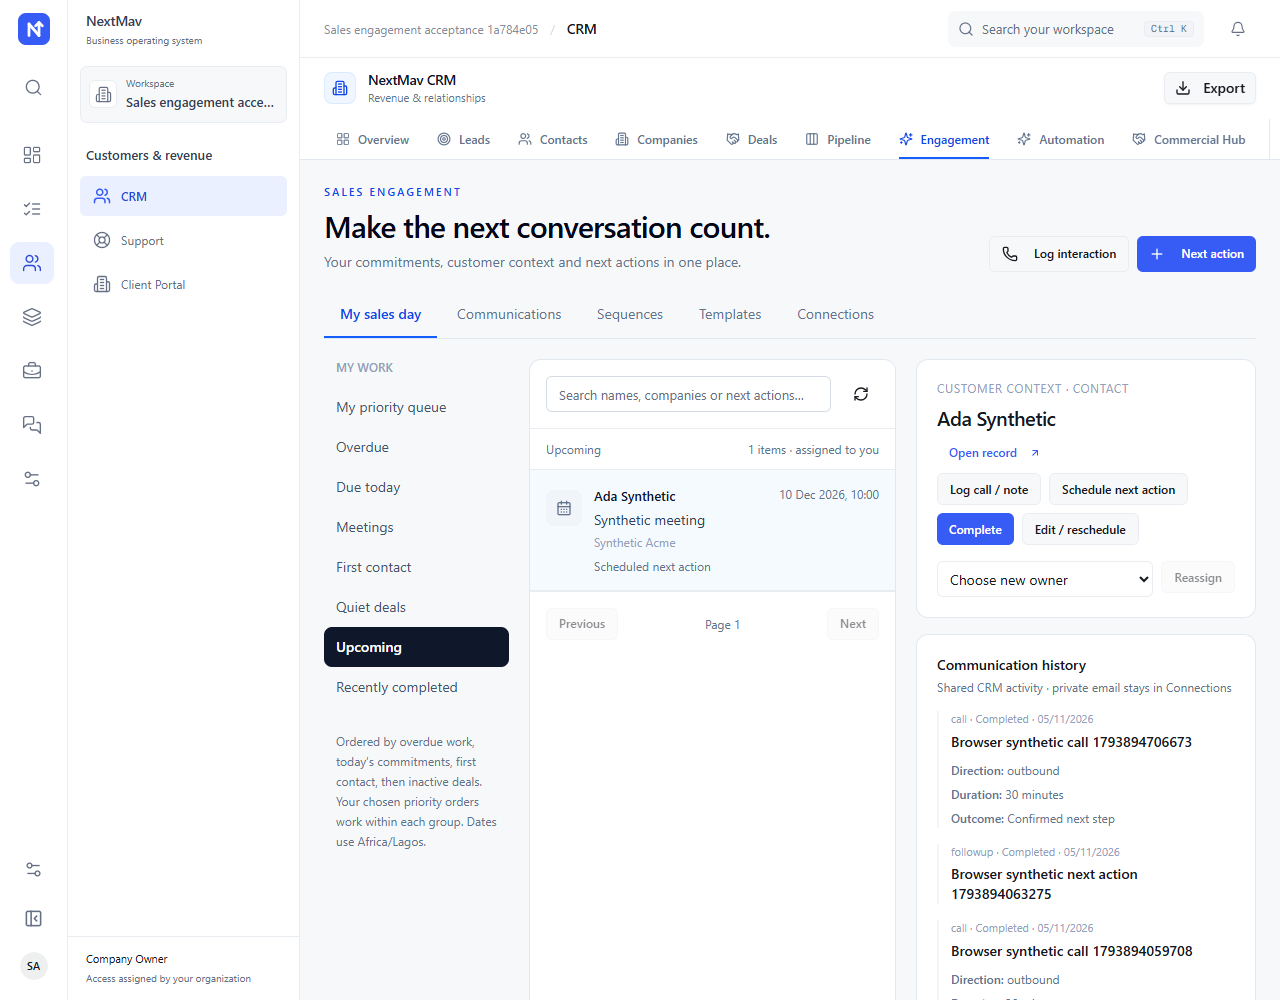 NextMav
Business operating system
Workspace
Sales engagement acce...
Customers & revenue
CRM
Support
Client Portal
Company Owner
Access assigned by your organization
SA
Sales engagement acceptance 1a784e05 / CRM
Search your workspace
Ctrl K
NextMav CRM
Revenue & relationships
Export
Overview
Leads
Contacts
Companies
Deals
Pipeline
Engagement
Automation
Commercial Hub
SALES ENGAGEMENT
Make the next conversation count.
Your commitments, customer context and next actions in one place.
Log interaction
Next action
My sales day
Communications
Sequences
Templates
Connections
MY WORK
My priority queue
Overdue
Due today
Meetings
First contact
Quiet deals
Upcoming
Recently completed
Ordered by overdue work,
today's commitments, first
contact, then inactive deals.
Your chosen priority orders
work within each group. Dates
use Africa/Lagos.
Search names, companies or next actions...
Upcoming
1 items · assigned to you
Ada Synthetic
10 Dec 2026, 10:00
Synthetic meeting
Synthetic Acme
Scheduled next action
Previous
Page 1
Next
CUSTOMER CONTEXT · CONTACT
Ada Synthetic
Open record
Log call / note
Schedule next action
Complete
Edit / reschedule
Choose new owner
Reassign
Communication history
Shared CRM activity · private email stays in Connections
call · Completed · 05/11/2026
Browser synthetic call 1793894706673
Direction: outbound
Duration: 30 minutes
Outcome: Confirmed next step
followup · Completed · 05/11/2026
Browser synthetic next action
1793894063275
call · Completed · 05/11/2026
Browser synthetic call 1793894059708
Direction: outbound